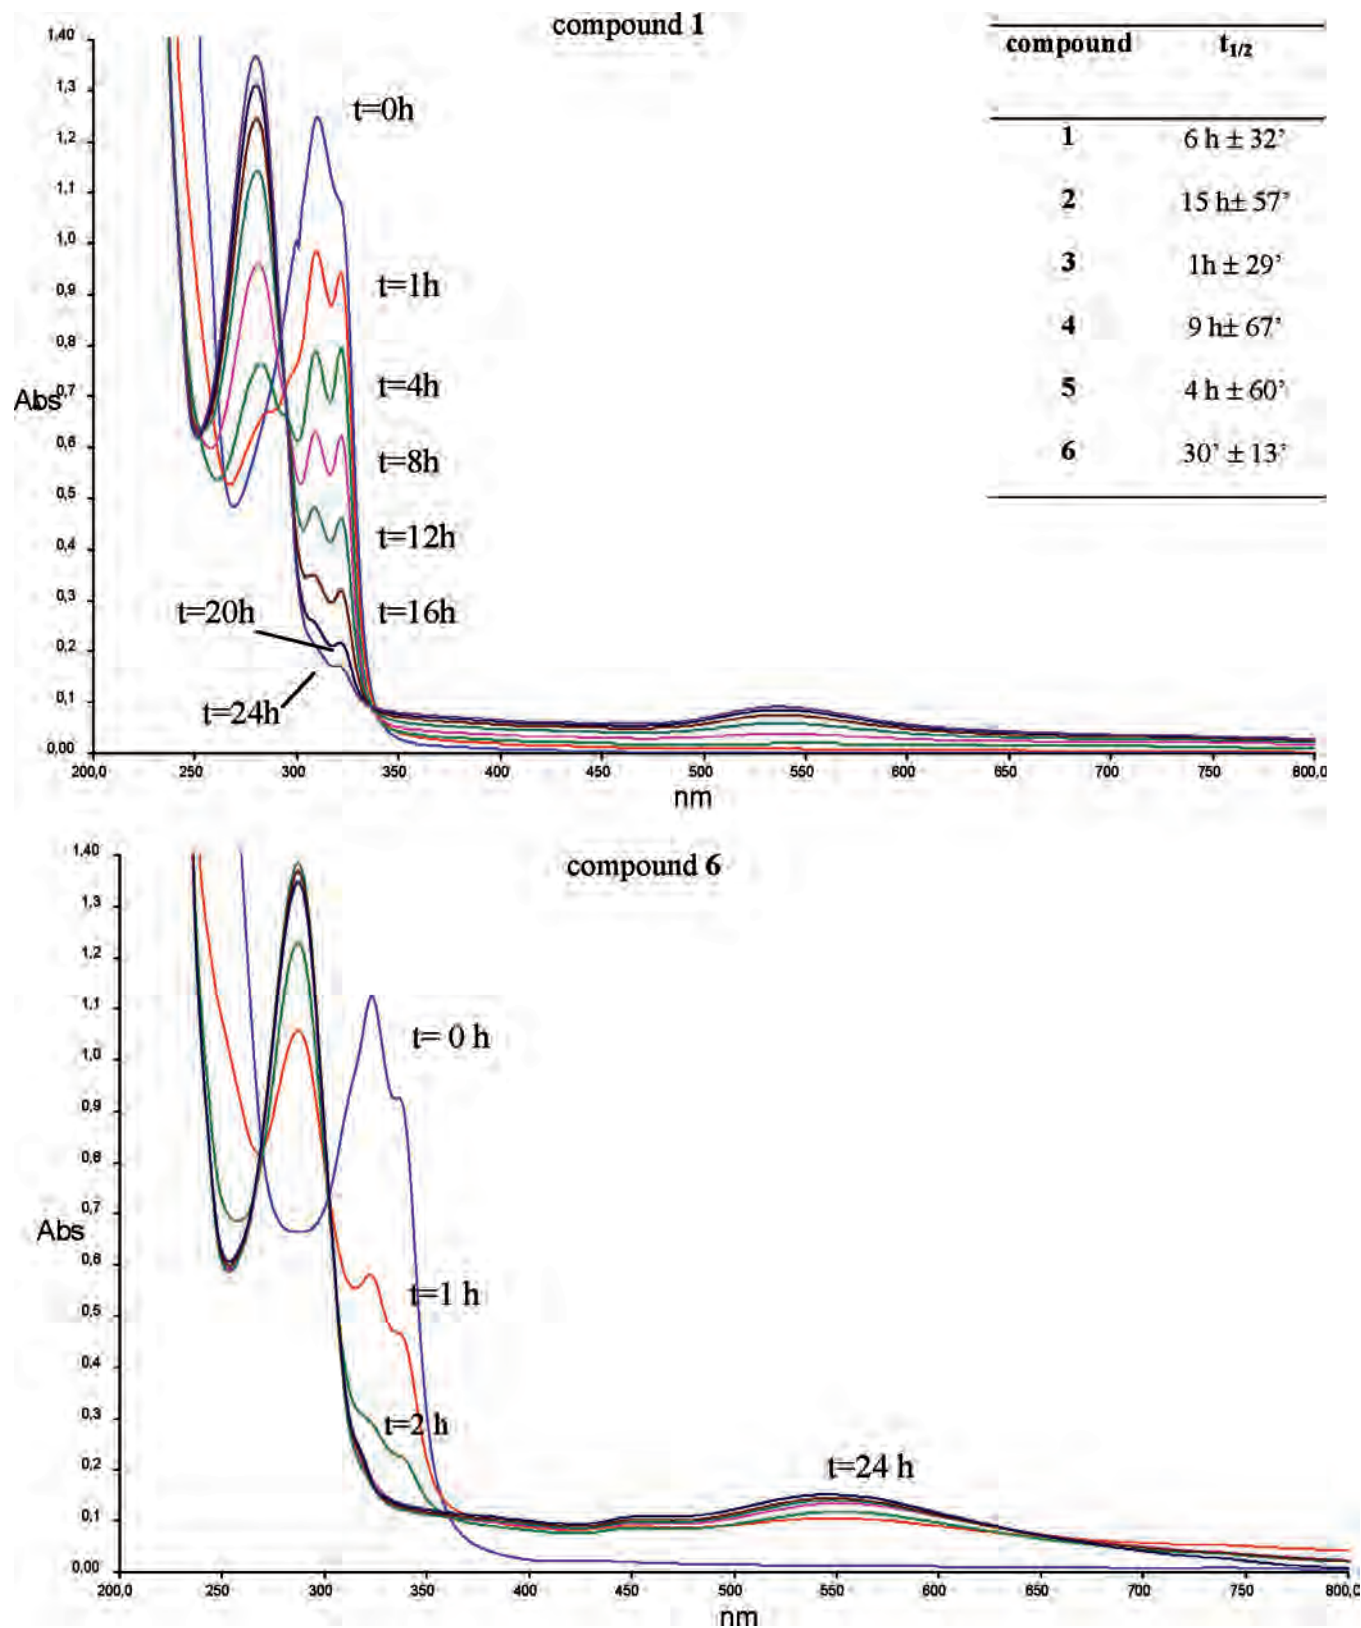 compound 1
compound t1/2
1 6 h ± 32’
2 15 h± 57’
3 1h ± 29’
4 9 h± 67’
5 4 h ± 60’
6 30’ ± 13’
1,40
1,3
1,2
1,1
1,0
0,9
0,8
0,7
0,6
0,5
0,4
0,3
0,2
0,1
0,00
Abs
t=0h
t=1h
t=4h
t=8h
t=12h
t=16h
t=20h
t=24h
200,0 250 300 350 400 450 500 550 600 650 700 750 800,0
nm
compound 6
1,40
1,3
1,2
1,1
1,0
0,9
0,8
0,7
0,6
0,5
0,4
0,3
0,2
0,1
0,00
Abs
t= 0 h
t=1 h
t=2 h
t=24 h
200,0 250 300 350 400 450 500 550 600 650 700 750 800,0
nm